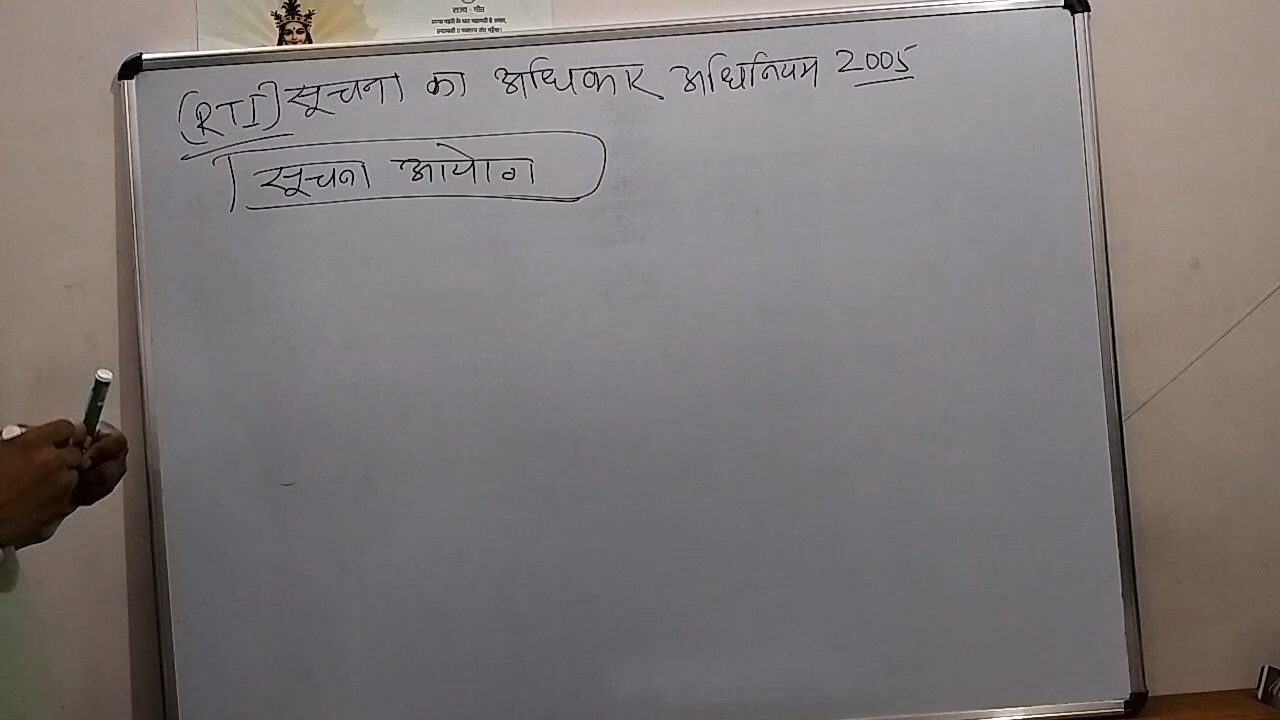 राज्य - गीत
(RTI) सूचना का अधिकार अधिनियम 2005
सूचना आयोग